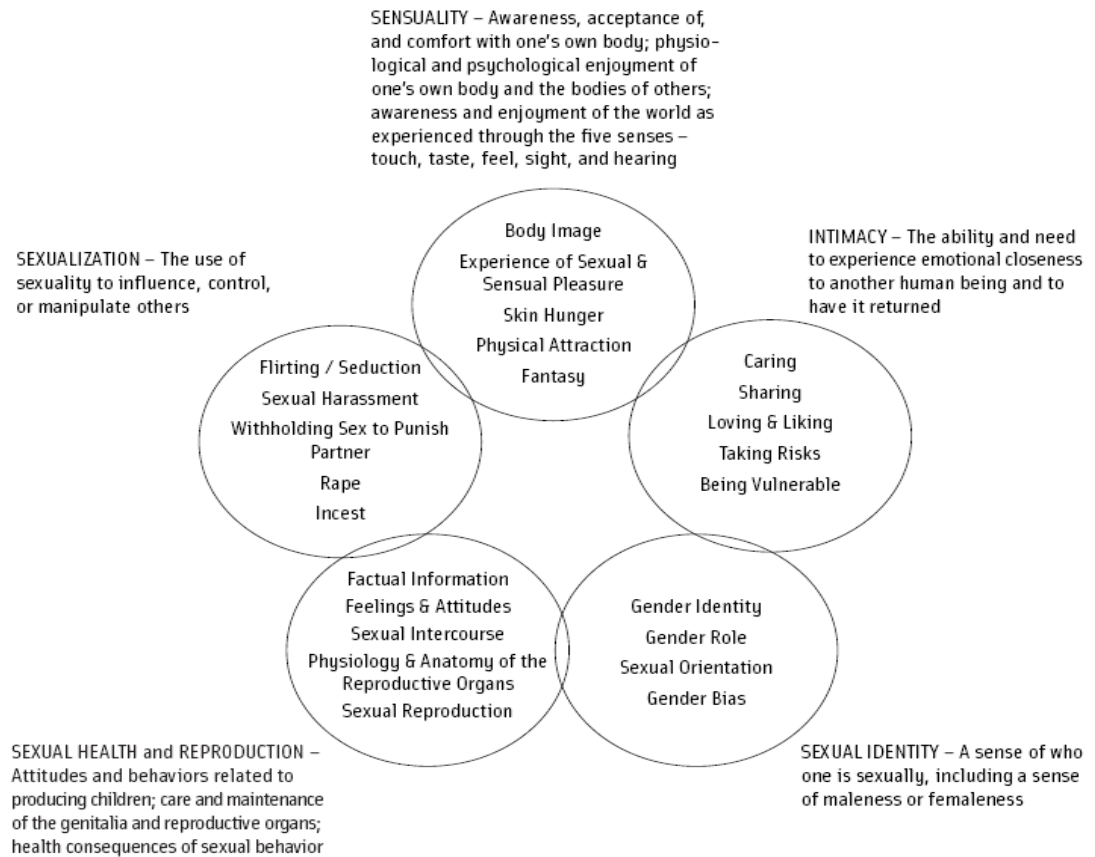 SENSUALITY – Awareness, acceptance of,
and comfort with one's own body; physio-
logical and psychological enjoyment of
one's own body and the bodies of others;
awareness and enjoyment of the world as
experienced through the five senses –
touch, taste, feel, sight, and hearing
Body Image
Experience of Sexual &
Sensual Pleasure
Skin Hunger
Physical Attraction
Fantasy
SEXUALIZATION – The use of
sexuality to influence, control,
or manipulate others
Flirting / Seduction
Sexual Harassment
Withholding Sex to Punish
Partner
Rape
Incest
INTIMACY – The ability and need
to experience emotional closeness
to another human being and to
have it returned
Caring
Sharing
Loving & Liking
Taking Risks
Being Vulnerable
Factual Information
Feelings & Attitudes
Sexual Intercourse
Physiology & Anatomy of the
Reproductive Organs
Sexual Reproduction
Gender Identity
Gender Role
Sexual Orientation
Gender Bias
SEXUAL HEALTH and REPRODUCTION –
Attitudes and behaviors related to
producing children; care and maintenance
of the genitalia and reproductive organs;
health consequences of sexual behavior
SEXUAL IDENTITY – A sense of who
one is sexually, including a sense
of maleness or femaleness